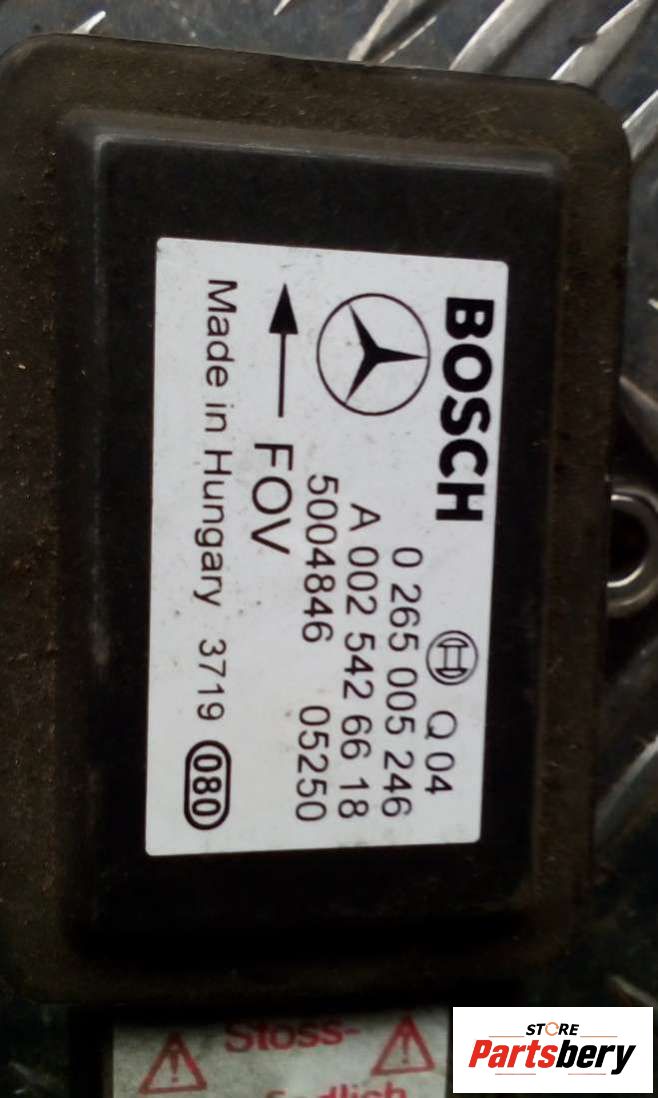 BOSCH
Q 04
0 265 005 246
A 002 542 66 18
5004846 05250
FOV
Made in Hungary 3719 080
Stoss-
STORE
Partsbery